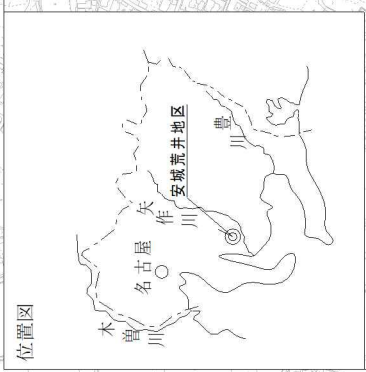 位置図
木曽川
名古屋
矢作川
安城荒井地区
豊川